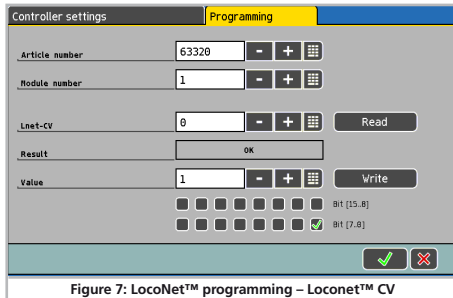 Controller settings Programming
Article number 63320 - +
Module number 1 - +
Lnet-CV 0 - + Read
Result OK
Value 1 - + Write
Bit [15..8]
Bit [7..0]
Figure 7: LocoNet™ programming – Loconet™ CV